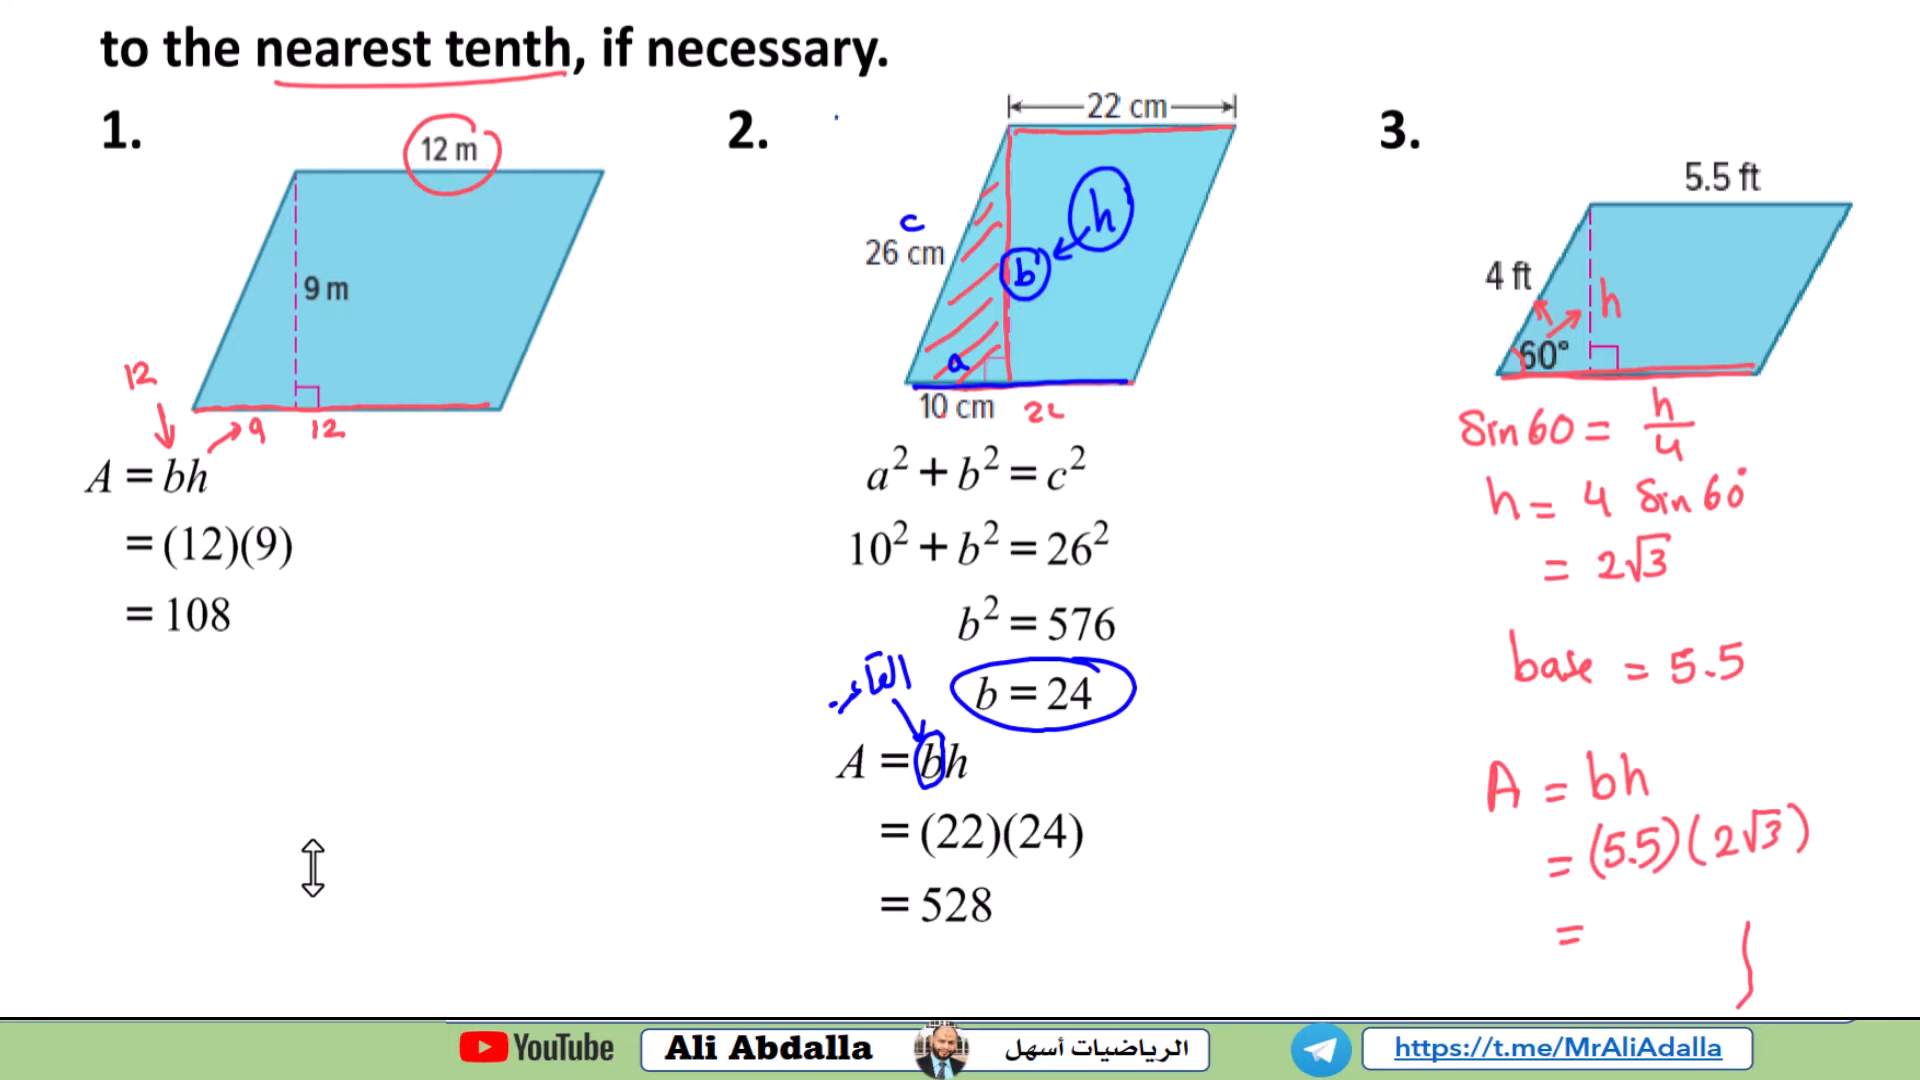 to the nearest tenth, if necessary.
1.
12 m
9 m
12
9 12
A = bh
= (12)(9)
= 108
2.
22 cm
c
26 cm
h
b
a
10 cm
a² + b² = c²
10² + b² = 26²
b² = 576
b = 24
A = bh
= (22)(24)
= 528
3.
5.5 ft
4 ft
h
60°
sin 60 = h/4
h = 4 sin 60°
= 2√3
base = 5.5
A = bh
= (5.5)(2√3)
=
YouTube
Ali Abdalla
الرياضيات أسهل
https://t.me/MrAliAdalla